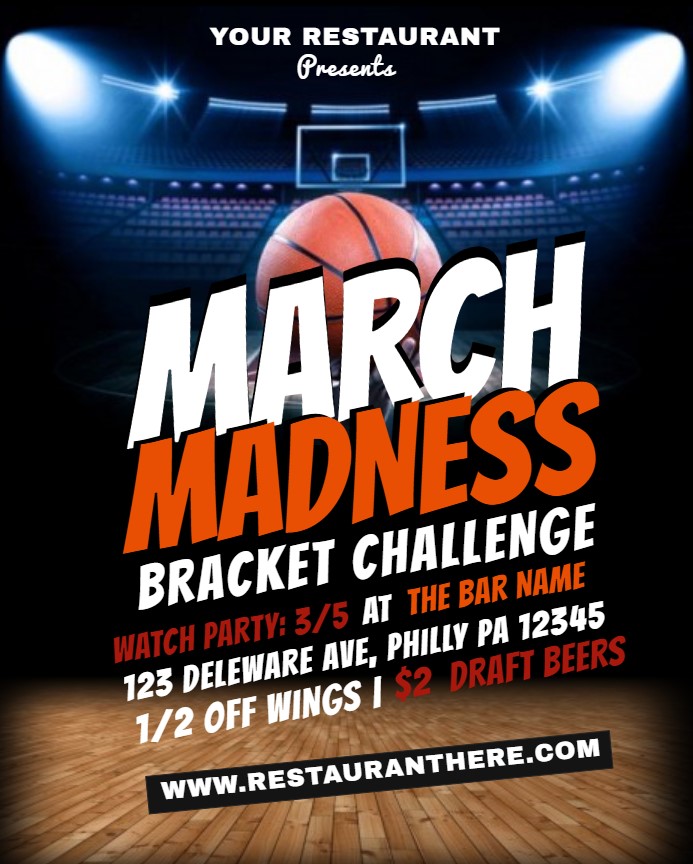 YOUR RESTAURANT
Presents
MARCH
MADNESS
BRACKET CHALLENGE
WATCH PARTY: 3/5 AT THE BAR NAME
123 DELEWARE AVE, PHILLY PA 12345
1/2 OFF WINGS | $2 DRAFT BEERS
WWW.RESTAURANTHERE.COM